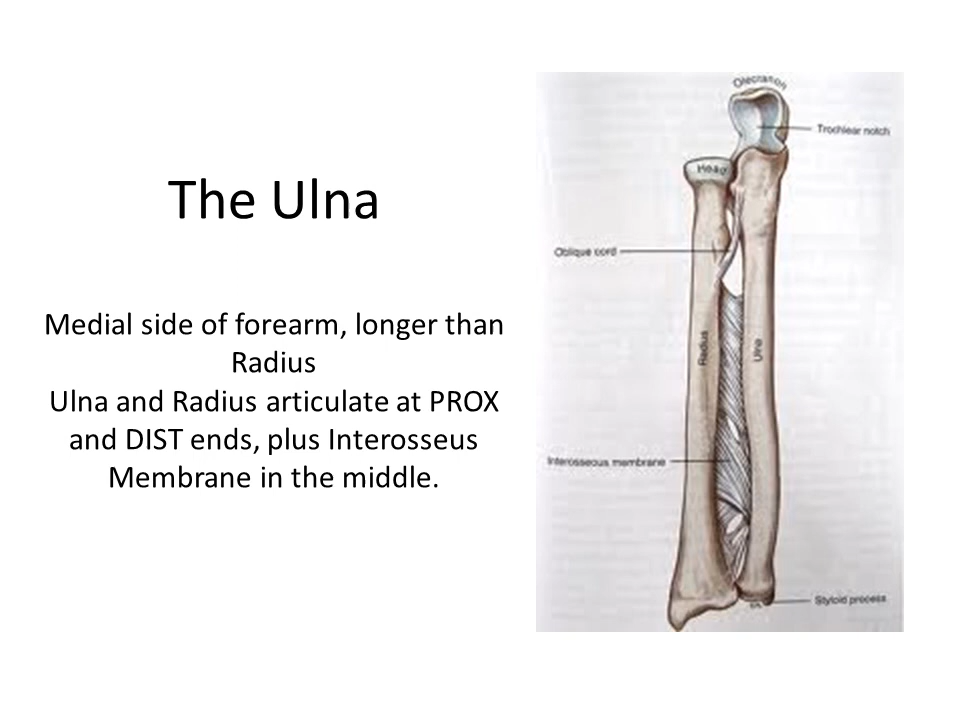 The Ulna
Medial side of forearm, longer than
Radius
Ulna and Radius articulate at PROX
and DIST ends, plus Interosseus
Membrane in the middle.
Olecranon
Trochlear notch
Head
Oblique cord
Radius
Ulna
Interosseous membrane
Styloid process